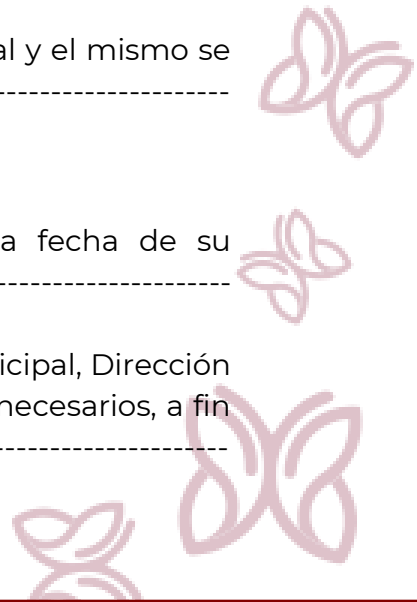 al y el mismo se
--------------------
a fecha de su
--------------------
icipal, Dirección
necesarios, a fin
--------------------